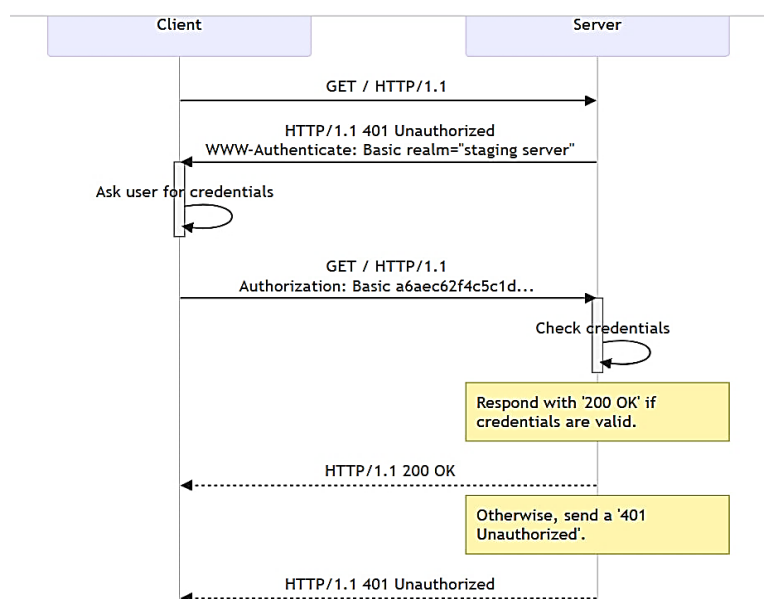 Client
Server
GET / HTTP/1.1
HTTP/1.1 401 Unauthorized
WWW-Authenticate: Basic realm="staging server"
Ask user for credentials
GET / HTTP/1.1
Authorization: Basic a6aec62f4c5c1d...
Check credentials
Respond with '200 OK' if
credentials are valid.
HTTP/1.1 200 OK
Otherwise, send a '401
Unauthorized'.
HTTP/1.1 401 Unauthorized